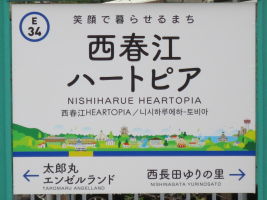 E
34
笑顔で暮らせるまち
西春江
ハートピア
NISHIHARUE HEARTOPIA
西春江HEARTOPIA／니시하루에하-토비아
太郎丸
エンゼルランド
TAROMARU ANGELLAND
西長田ゆりの里
NISHINAGATA YURINOSATO